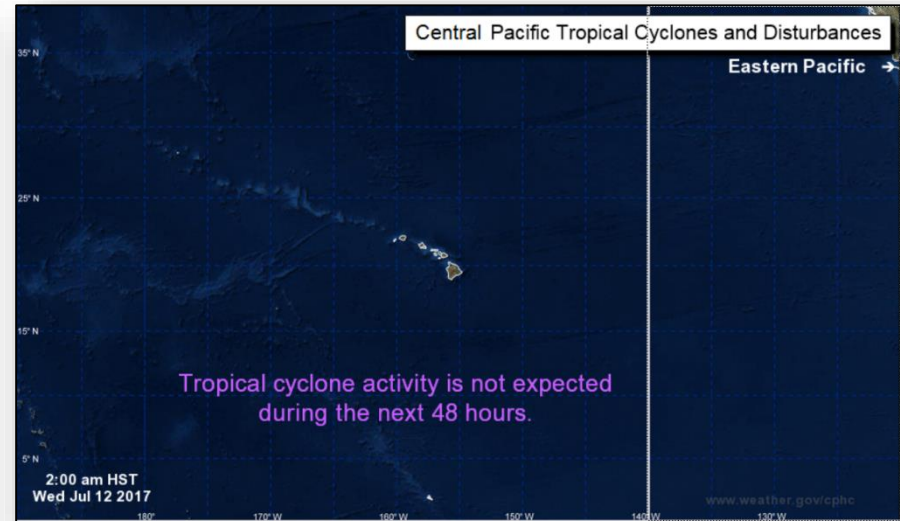 Central Pacific Tropical Cyclones and Disturbances
35° N
Eastern Pacific →
25° N
15° N
Tropical cyclone activity is not expected
during the next 48 hours.
5° N
2:00 am HST
Wed Jul 12 2017
www.weather.gov/cphc
180° 170° W 160° W 150° W 140° W 130° W